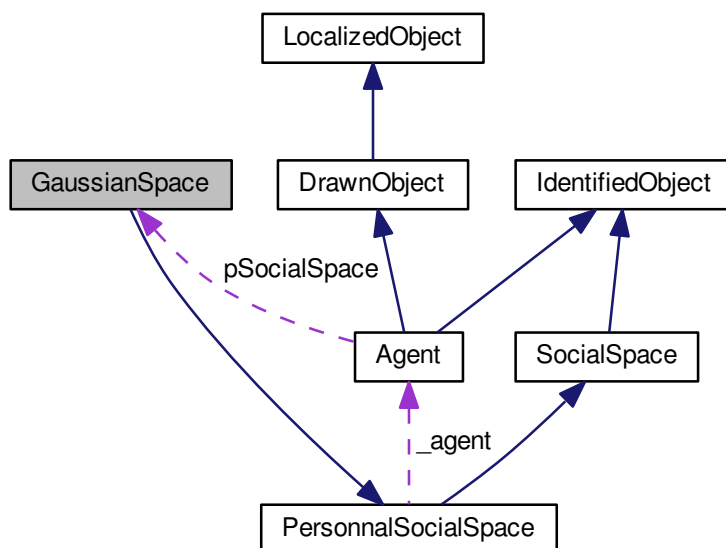 LocalizedObject
GaussianSpace
DrawnObject
IdentifiedObject
pSocialSpace
Agent
SocialSpace
_agent
PersonnalSocialSpace